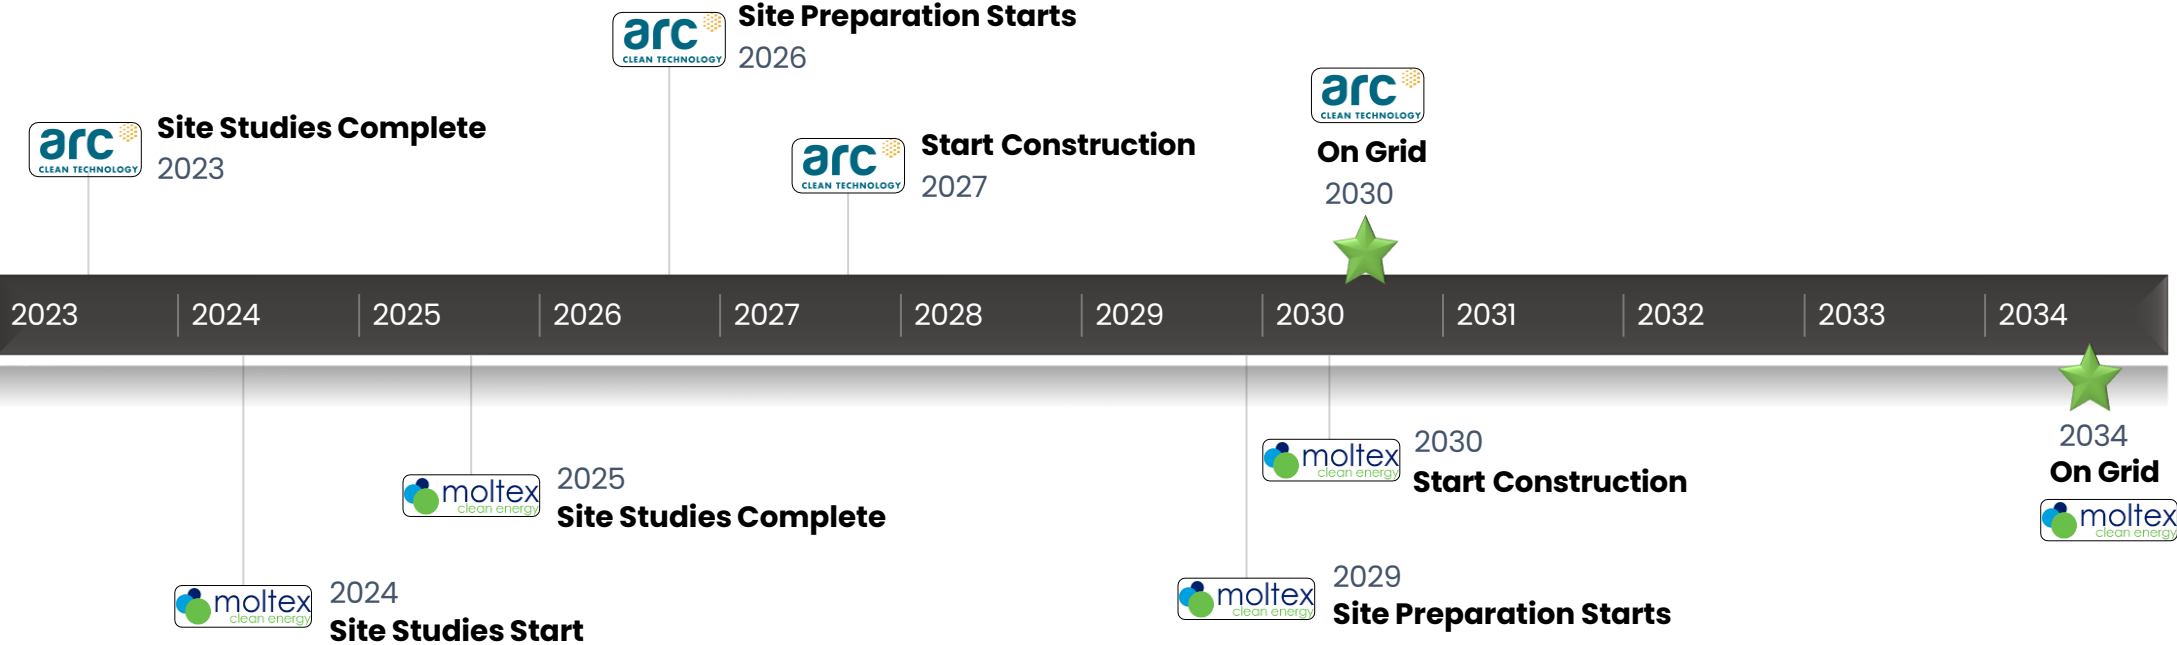 arc
CLEAN TECHNOLOGY
Site Preparation Starts
2026
arc
CLEAN TECHNOLOGY
Site Studies Complete
2023
arc
CLEAN TECHNOLOGY
Start Construction
2027
arc
CLEAN TECHNOLOGY
On Grid
2030
2023 2024 2025 2026 2027 2028 2029 2030 2031 2032 2033 2034
moltex
clean energy
2025
Site Studies Complete
moltex
clean energy
2024
Site Studies Start
moltex
clean energy
2030
Start Construction
moltex
clean energy
2029
Site Preparation Starts
2034
On Grid
moltex
clean energy